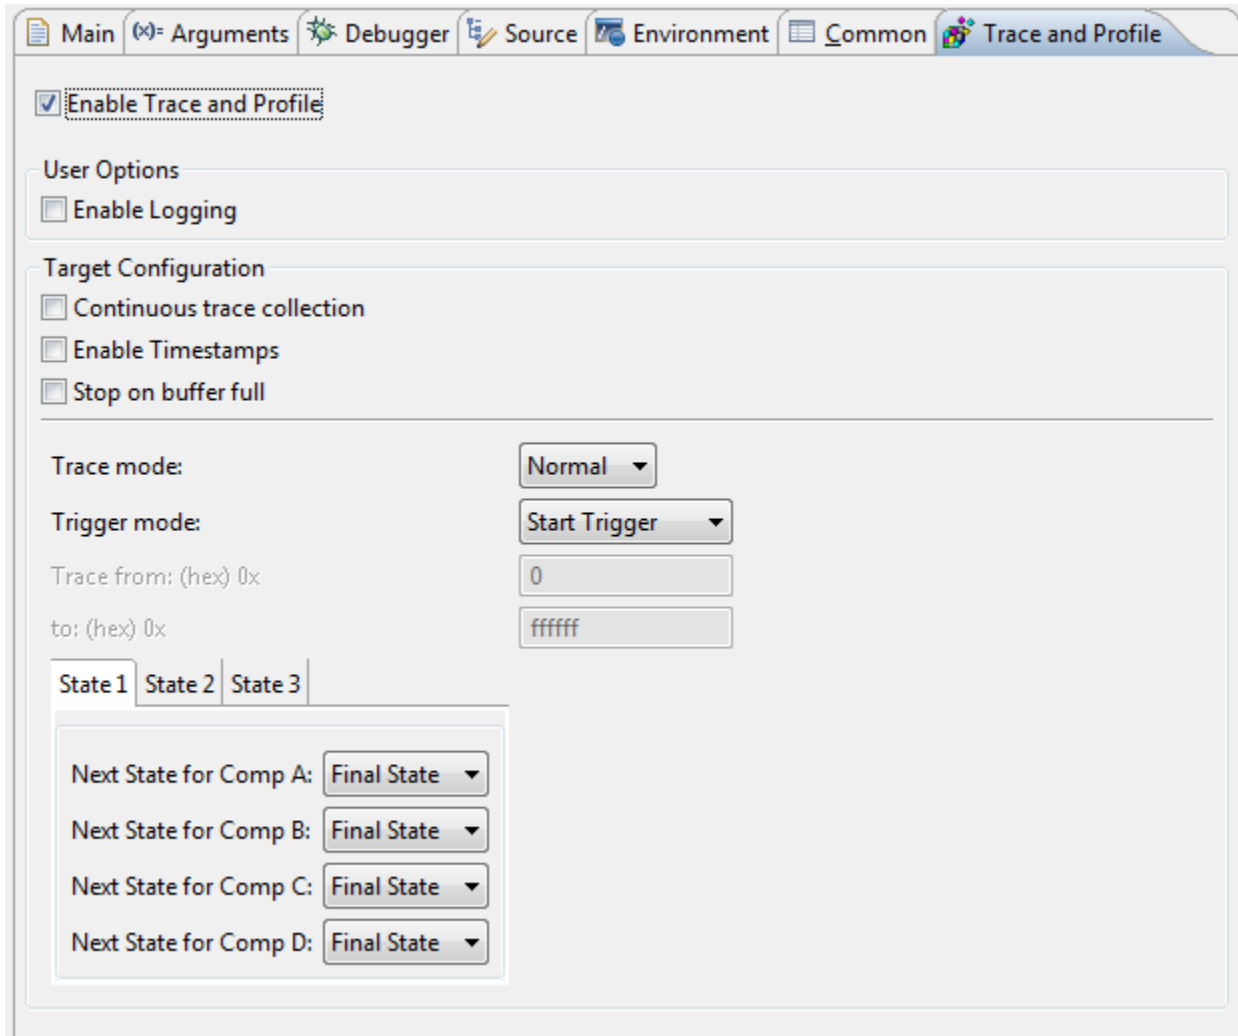 Main (x)= Arguments Debugger Source Environment Common Trace and Profile
Enable Trace and Profile
User Options
Enable Logging
Target Configuration
Continuous trace collection
Enable Timestamps
Stop on buffer full
Trace mode: Normal
Trigger mode: Start Trigger
Trace from: (hex) 0x 0
to: (hex) 0x ffffff
State 1 State 2 State 3
Next State for Comp A: Final State
Next State for Comp B: Final State
Next State for Comp C: Final State
Next State for Comp D: Final State